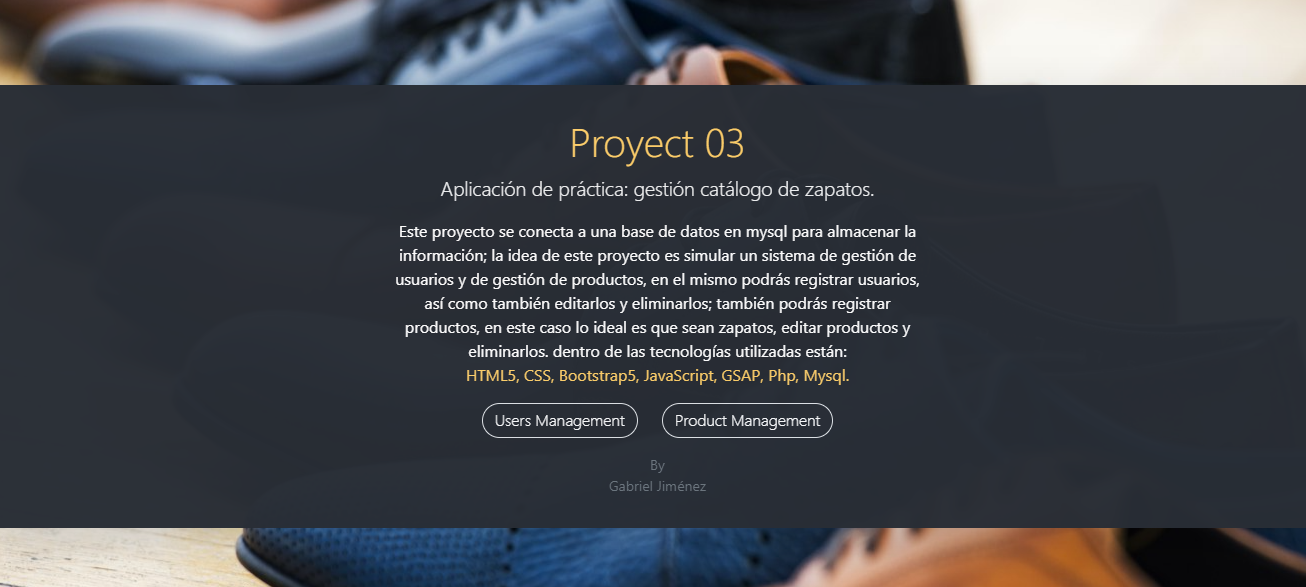 Proyect 03
Aplicación de práctica: gestión catálogo de zapatos.
Este proyecto se conecta a una base de datos en mysql para almacenar la
información; la idea de este proyecto es simular un sistema de gestión de
usuarios y de gestión de productos, en el mismo podrás registrar usuarios,
así como también editarlos y eliminarlos; también podrás registrar
productos, en este caso lo ideal es que sean zapatos, editar productos y
eliminarlos. dentro de las tecnologías utilizadas están:
HTML5, CSS, Bootstrap5, JavaScript, GSAP, Php, Mysql.
Users Management Product Management
By
Gabriel Jiménez